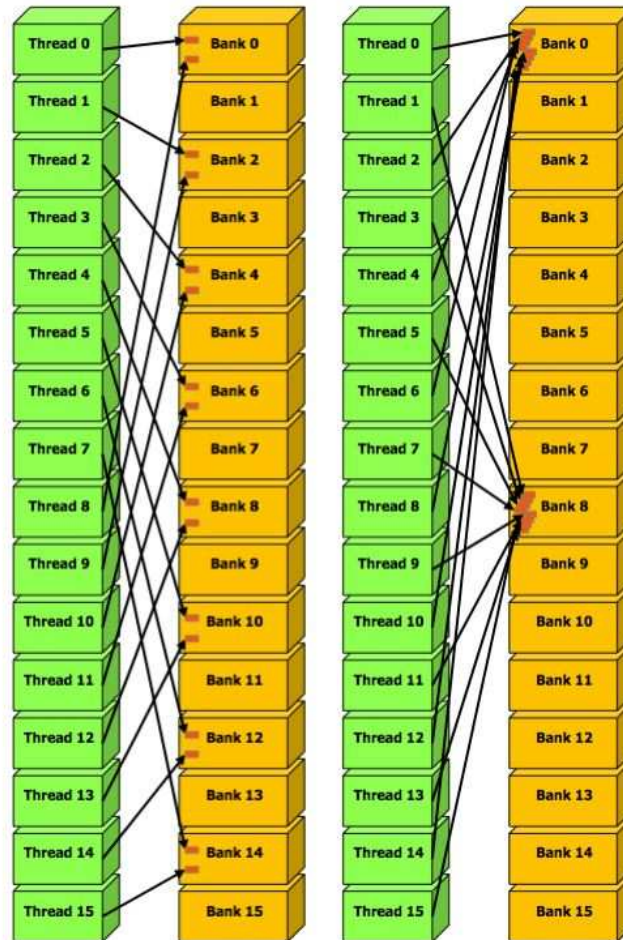 Thread 0
Thread 1
Thread 2
Thread 3
Thread 4
Thread 5
Thread 6
Thread 7
Thread 8
Thread 9
Thread 10
Thread 11
Thread 12
Thread 13
Thread 14
Thread 15
Bank 0
Bank 1
Bank 2
Bank 3
Bank 4
Bank 5
Bank 6
Bank 7
Bank 8
Bank 9
Bank 10
Bank 11
Bank 12
Bank 13
Bank 14
Bank 15
Thread 0
Thread 1
Thread 2
Thread 3
Thread 4
Thread 5
Thread 6
Thread 7
Thread 8
Thread 9
Thread 10
Thread 11
Thread 12
Thread 13
Thread 14
Thread 15
Bank 0
Bank 1
Bank 2
Bank 3
Bank 4
Bank 5
Bank 6
Bank 7
Bank 8
Bank 9
Bank 10
Bank 11
Bank 12
Bank 13
Bank 14
Bank 15